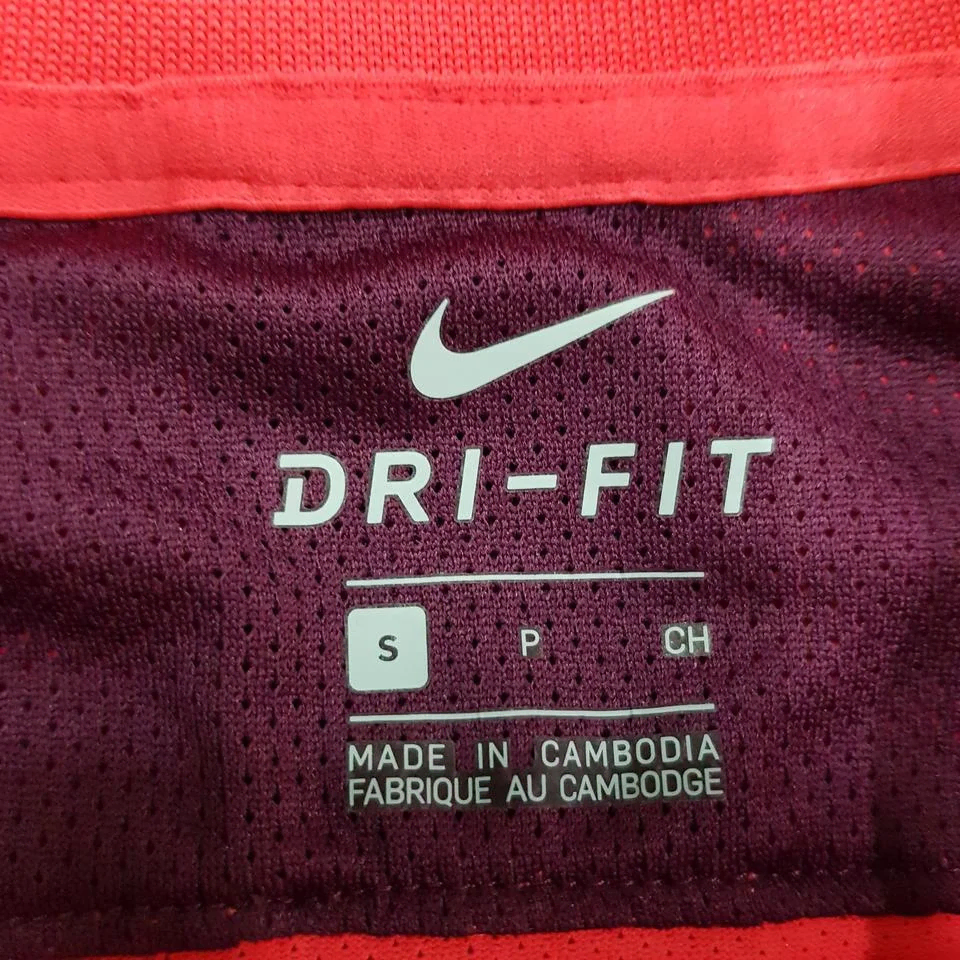 DRI-FIT
S P CH
MADE IN CAMBODIA
FABRIQUE AU CAMBODGE